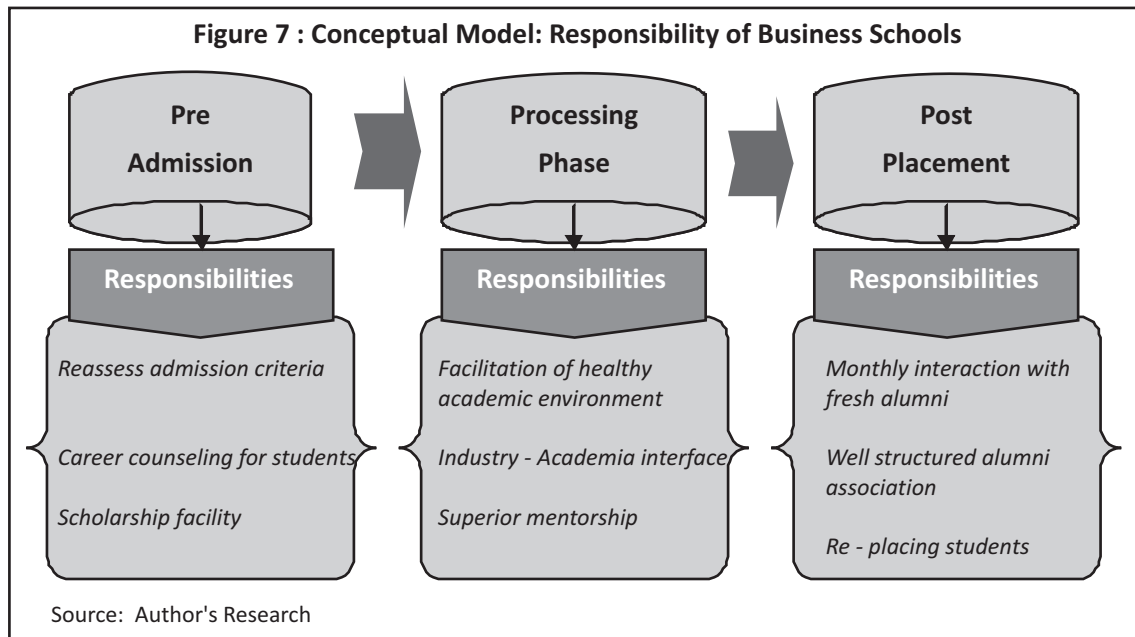 Figure 7 : Conceptual Model: Responsibility of Business Schools
Pre
Admission
Processing
Phase
Post
Placement
Responsibilities
Responsibilities
Responsibilities
Reassess admission criteria
Career counseling for students
Scholarship facility
Facilitation of healthy
academic environment
Industry - Academia interface
Superior mentorship
Monthly interaction with
fresh alumni
Well structured alumni
association
Re - placing students
Source: Author's Research